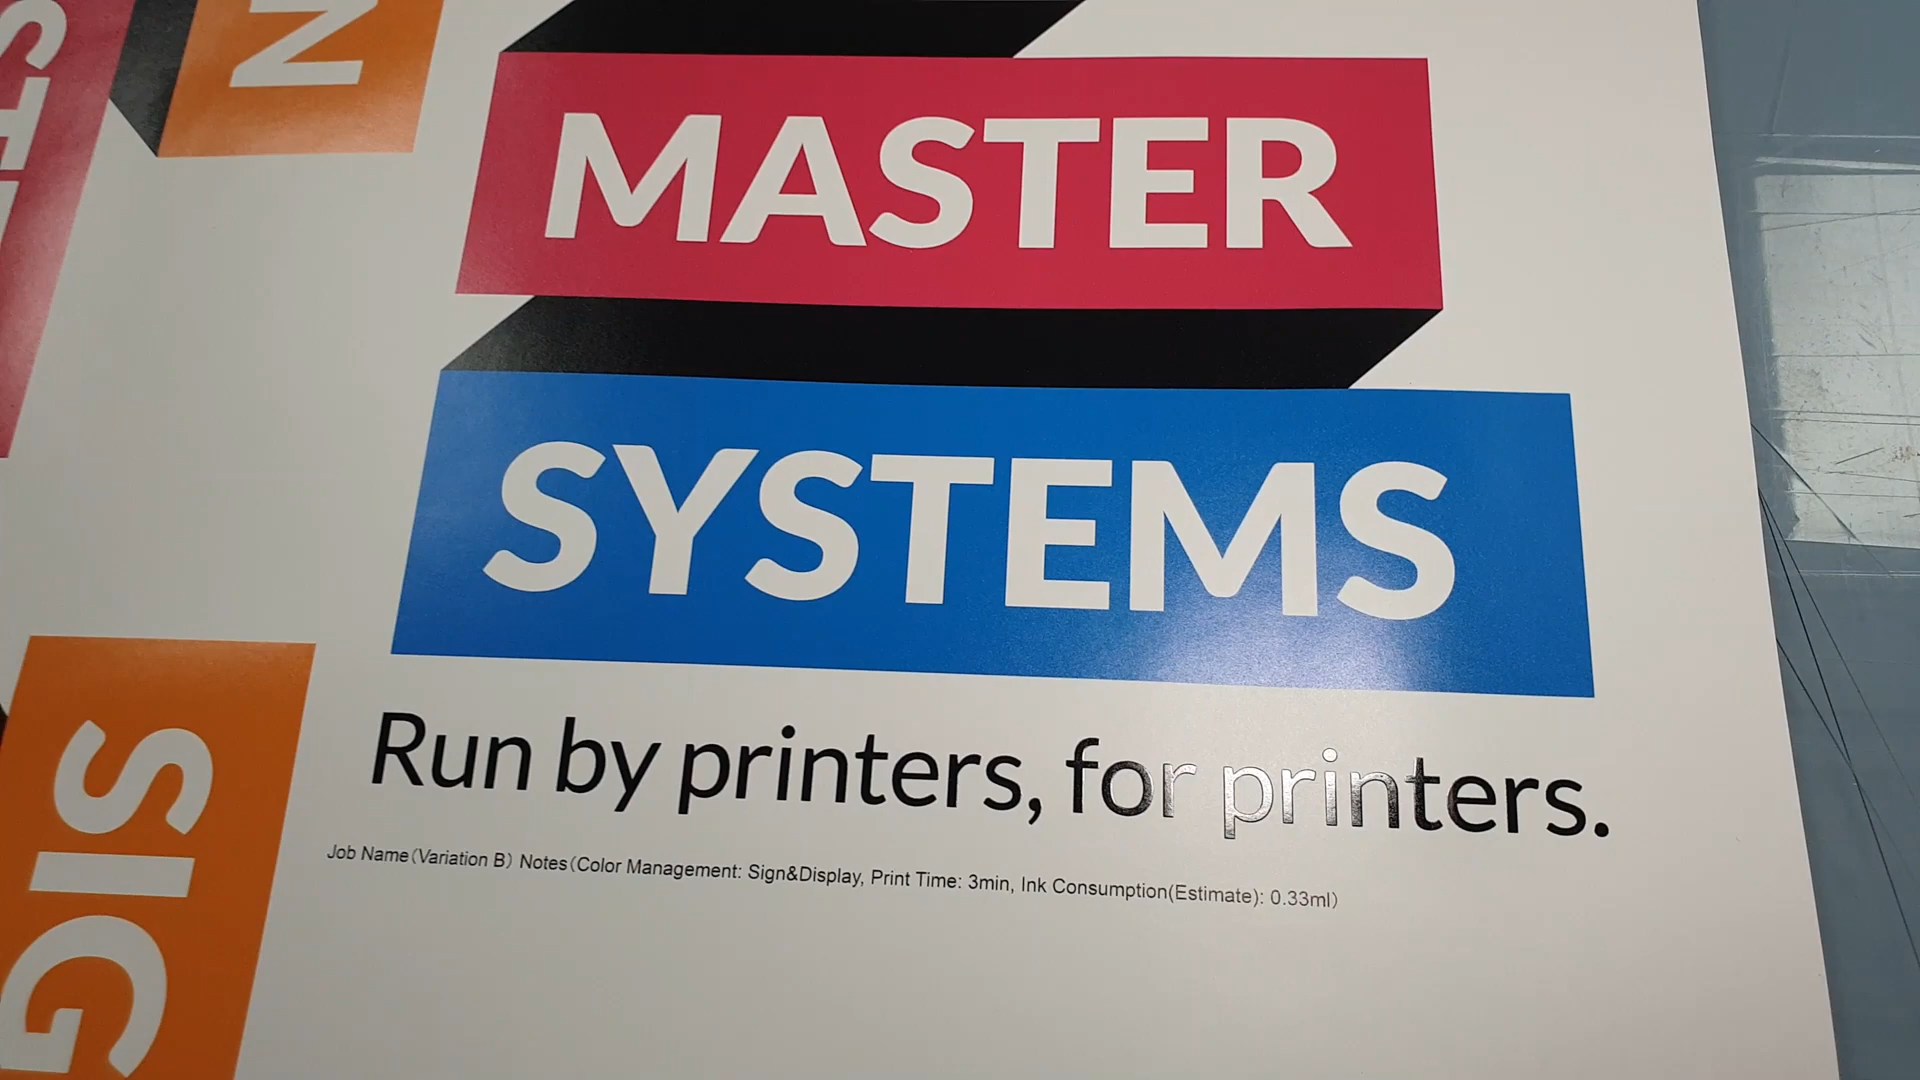 MASTER
SYSTEMS
Run by printers, for printers.
Job Name(Variation B) Notes(Color Management: Sign&Display, Print Time: 3min, Ink Consumption(Estimate): 0.33ml)
N
SIG